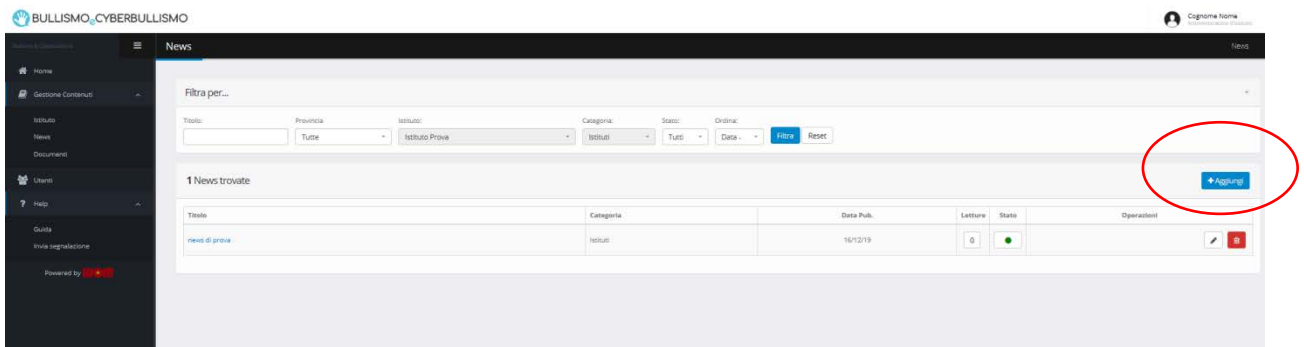 BULLISMO e CYBERBULLISMO
Cognome Nome
News
News
Home
Gestione Contenuti
Istituto
News
Documenti
Utenti
Help
Guida
Invia segnalazione
Powered by
Filtra per...
Titolo: Provincia Istituto: Categoria: Stato: Ordina:
Tutte Istituto Prova Istituti Tutti Data Filtra Reset
1 News trovate
+Aggiungi
Titolo Categoria Data Pub. Letture Stato Operazioni
news di prova Istituti 16/12/19 0